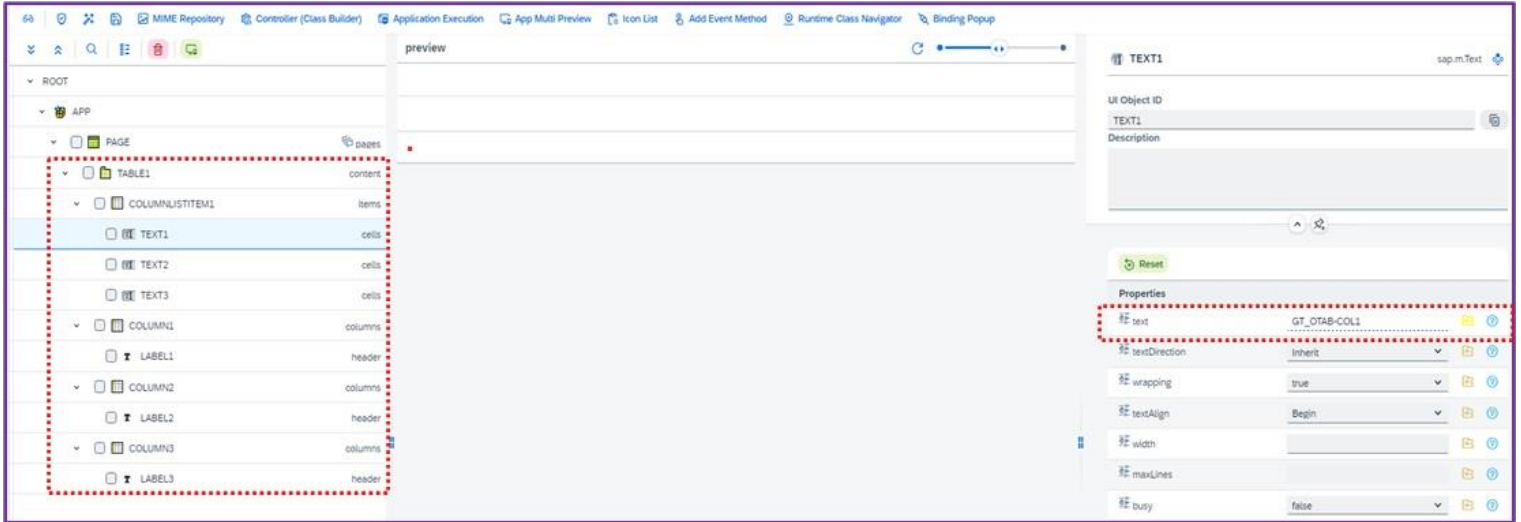 MIME Repository Controller (Class Builder) Application Execution App Multi Preview Icon List Add Event Method Runtime Class Navigator Binding Popup
preview
ROOT
APP
PAGE pages
TABLE1 content
COLUMNLISTITEM1 items
TEXT1 cells
TEXT2 cells
TEXT3 cells
COLUMN1 columns
LABEL1 header
COLUMN2 columns
LABEL2 header
COLUMN3 columns
LABEL3 header
TEXT1 sap.m.Text
UI Object ID
TEXT1
Description
Reset
Properties
text GT_OTAB-COL1
textDirection Inherit
wrapping true
textAlign Begin
width
maxLines
busy false